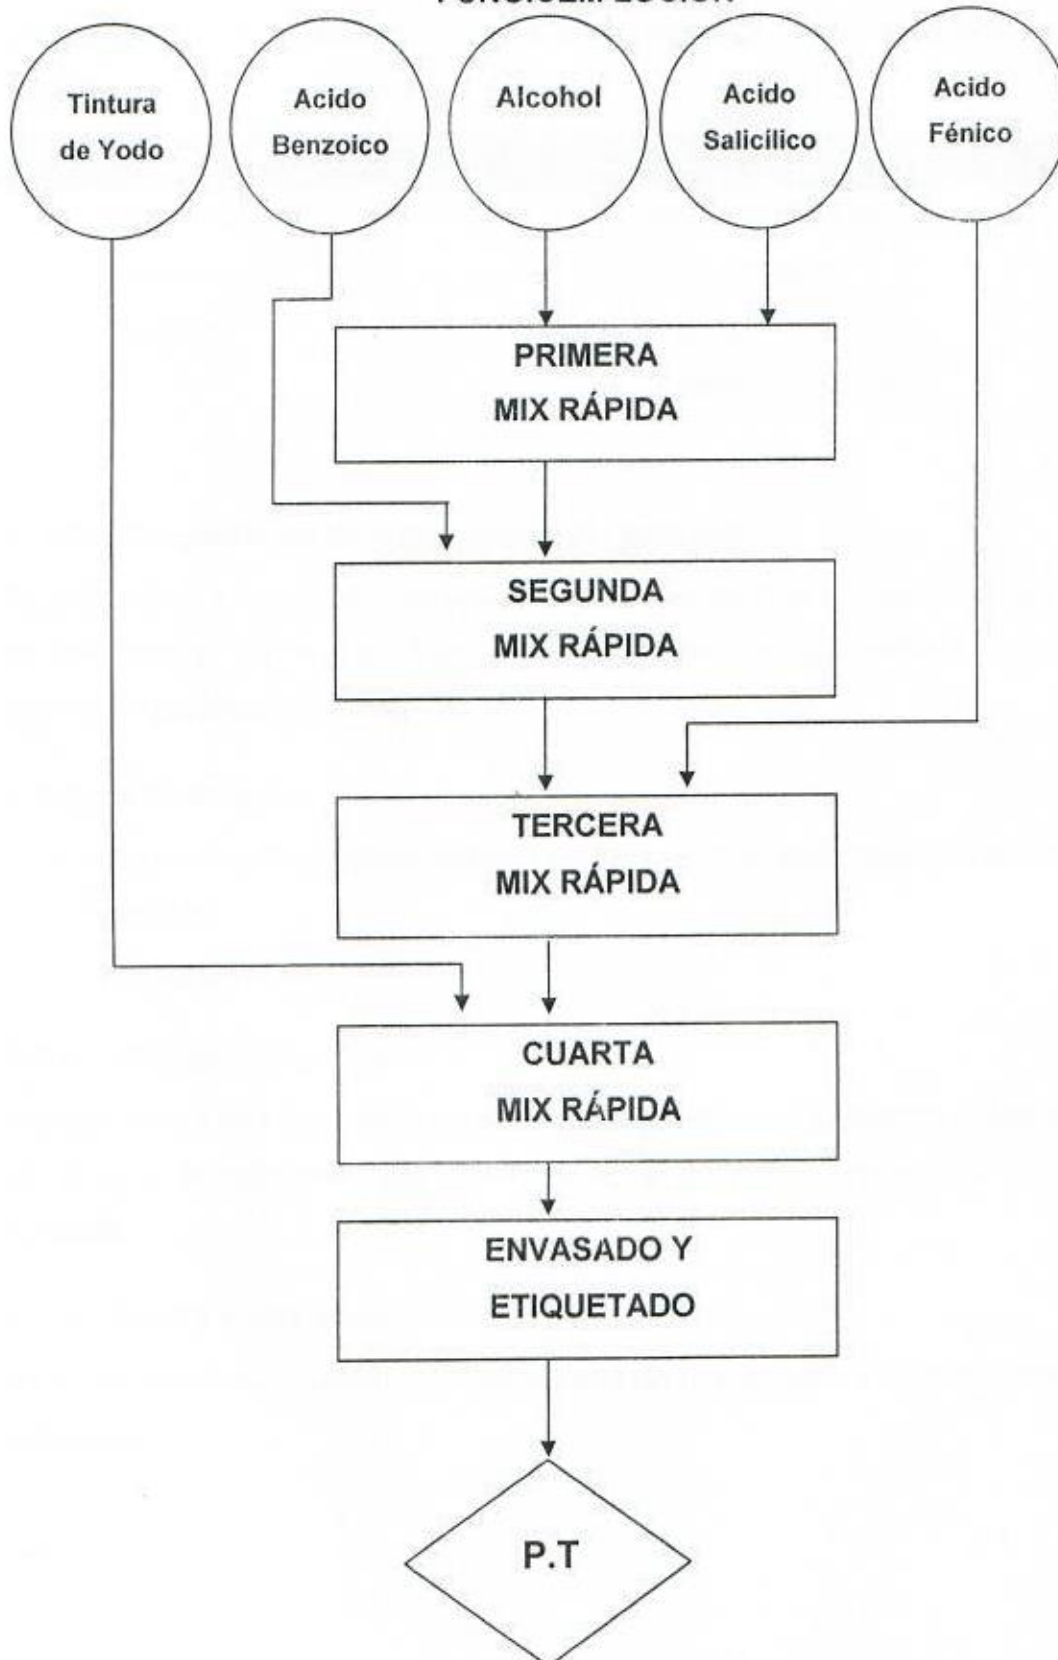 Tintura
de Yodo
Acido
Benzoico
Alcohol
Acido
Salicílico
Acido
Fénico
PRIMERA
MIX RÁPIDA
SEGUNDA
MIX RÁPIDA
TERCERA
MIX RÁPIDA
CUARTA
MIX RÁPIDA
ENVASADO Y
ETIQUETADO
P.T